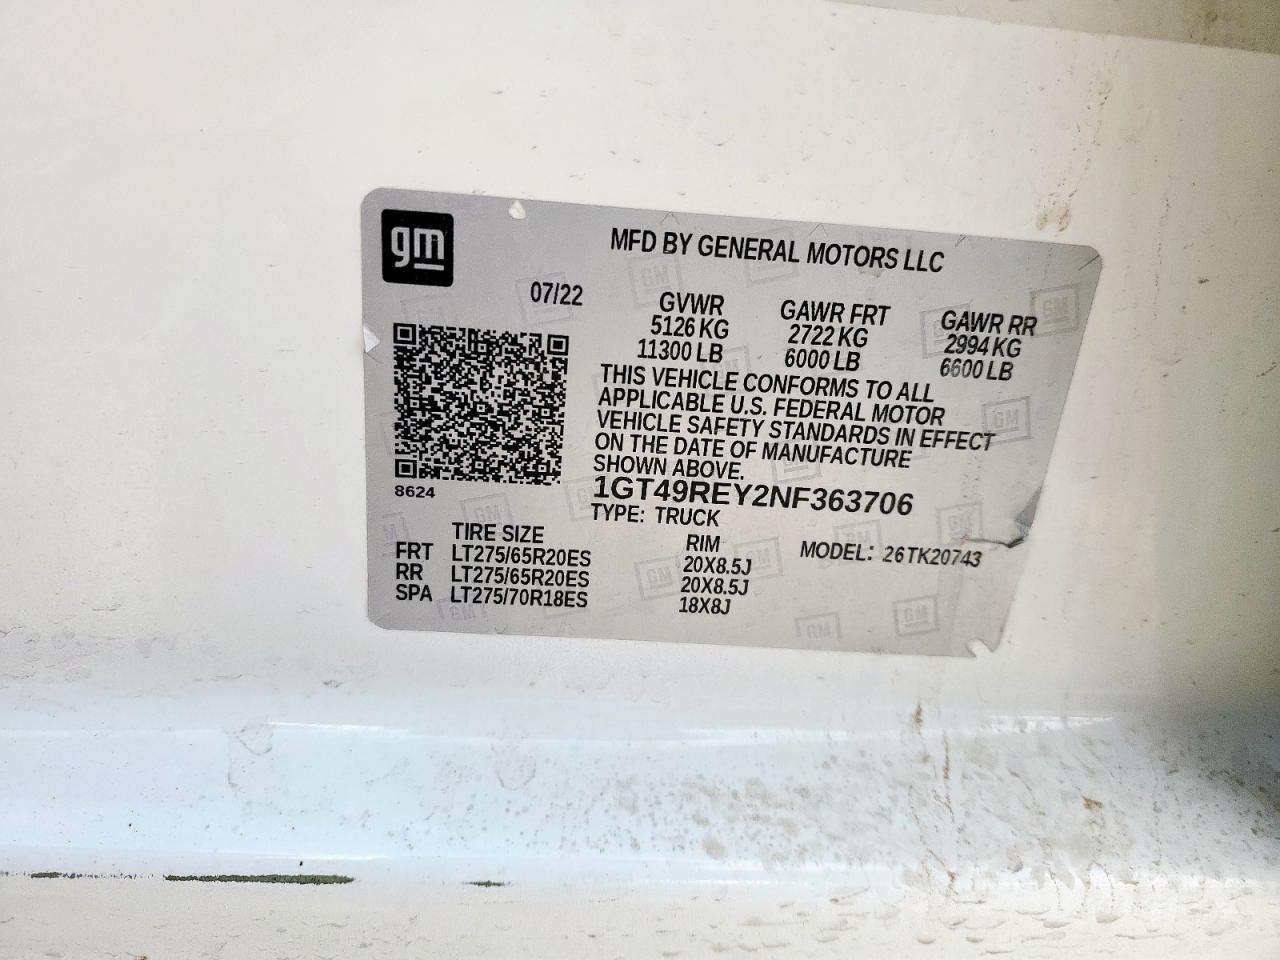 gm
MFD BY GENERAL MOTORS LLC
07/22
GVWR
5126 KG
11300 LB
GAWR FRT
2722 KG
6000 LB
GAWR RR
2994 KG
6600 LB
THIS VEHICLE CONFORMS TO ALL
APPLICABLE U.S. FEDERAL MOTOR
VEHICLE SAFETY STANDARDS IN EFFECT
ON THE DATE OF MANUFACTURE
SHOWN ABOVE.
1GT49REY2NF363706
TYPE: TRUCK
MODEL: 26TK20743
8624
TIRE SIZE RIM
FRT LT275/65R20ES 20X8.5J
RR LT275/65R20ES 20X8.5J
SPA LT275/70R18ES 18X8J